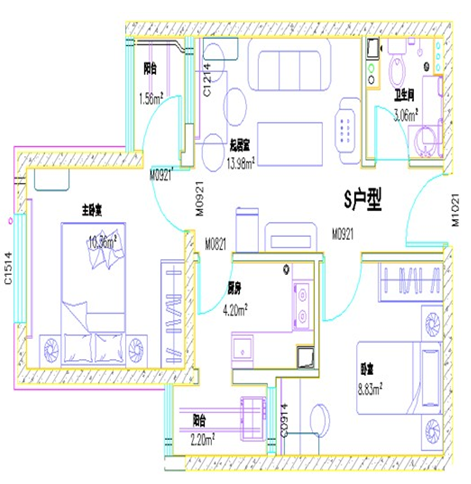 阳台
1.56m²
C1214
卫生间
3.06m²
起居室
13.98m²
M0921
M0921
S户型
M1021
主卧室
10.56m²
M0821
M0921
C1514
厨房
4.20m²
卧室
8.83m²
阳台
2.20m²
C0914